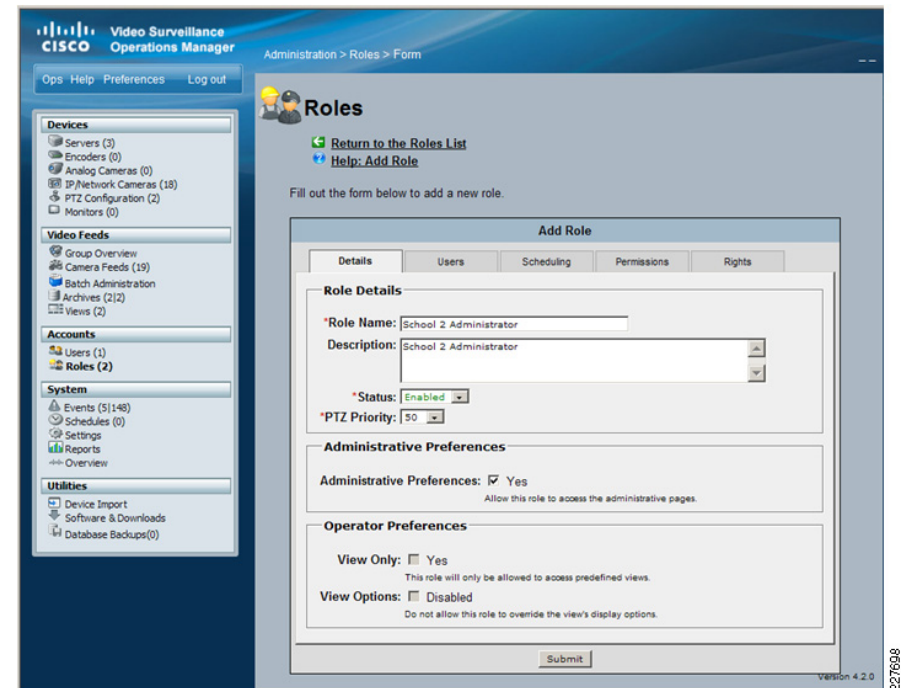 CISCO
Video Surveillance
Operations Manager
Administration > Roles > Form
Ops Help Preferences Log out
Devices
Servers (3)
Encoders (0)
Analog Cameras (0)
IP/Network Cameras (18)
PTZ Configuration (2)
Monitors (0)
Video Feeds
Group Overview
Camera Feeds (19)
Batch Administration
Archives (2|2)
Views (2)
Accounts
Users (1)
Roles (2)
System
Events (5|148)
Schedules (0)
Settings
Reports
Overview
Utilities
Device Import
Software & Downloads
Database Backups(0)
Roles
Return to the Roles List
Help: Add Role
Fill out the form below to add a new role.
Add Role
Details Users Scheduling Permissions Rights
Role Details
*Role Name: School 2 Administrator
Description: School 2 Administrator
*Status: Enabled
*PTZ Priority: 50
Administrative Preferences
Administrative Preferences: Yes
Allow this role to access the administrative pages.
Operator Preferences
View Only: Yes
This role will only be allowed to access predefined views.
View Options: Disabled
Do not allow this role to override the view's display options.
Submit
Version 4.2.0
227698